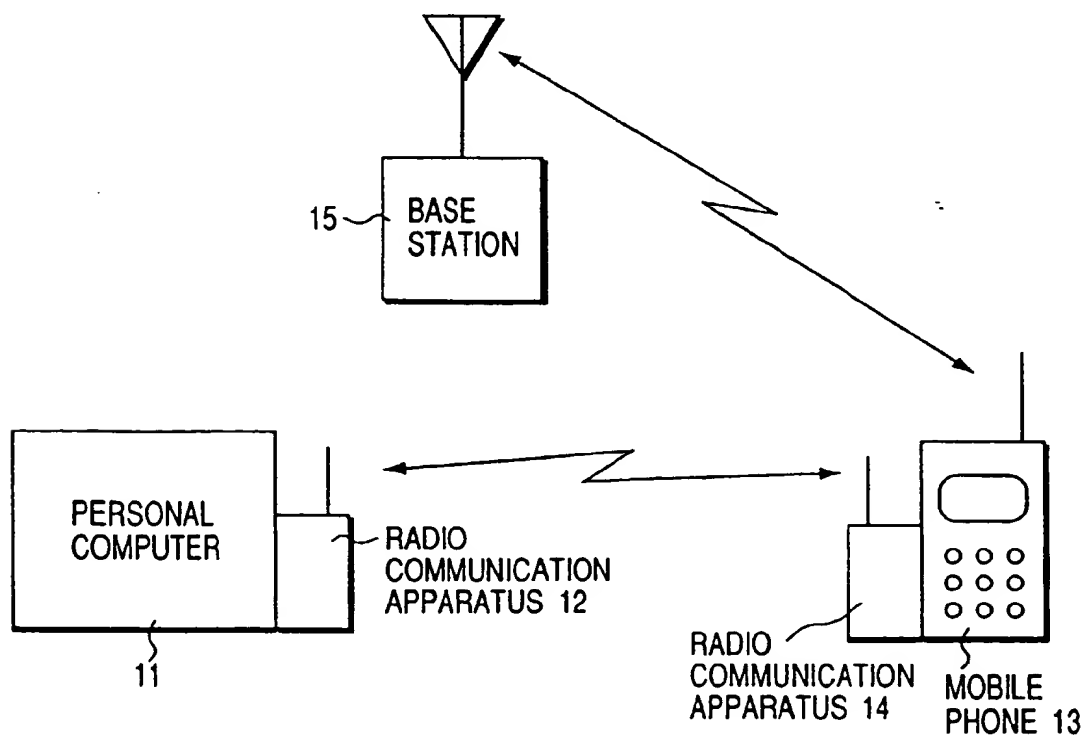 15
BASE
STATION
PERSONAL
COMPUTER
11
RADIO
COMMUNICATION
APPARATUS 12
RADIO
COMMUNICATION
APPARATUS 14
MOBILE
PHONE 13